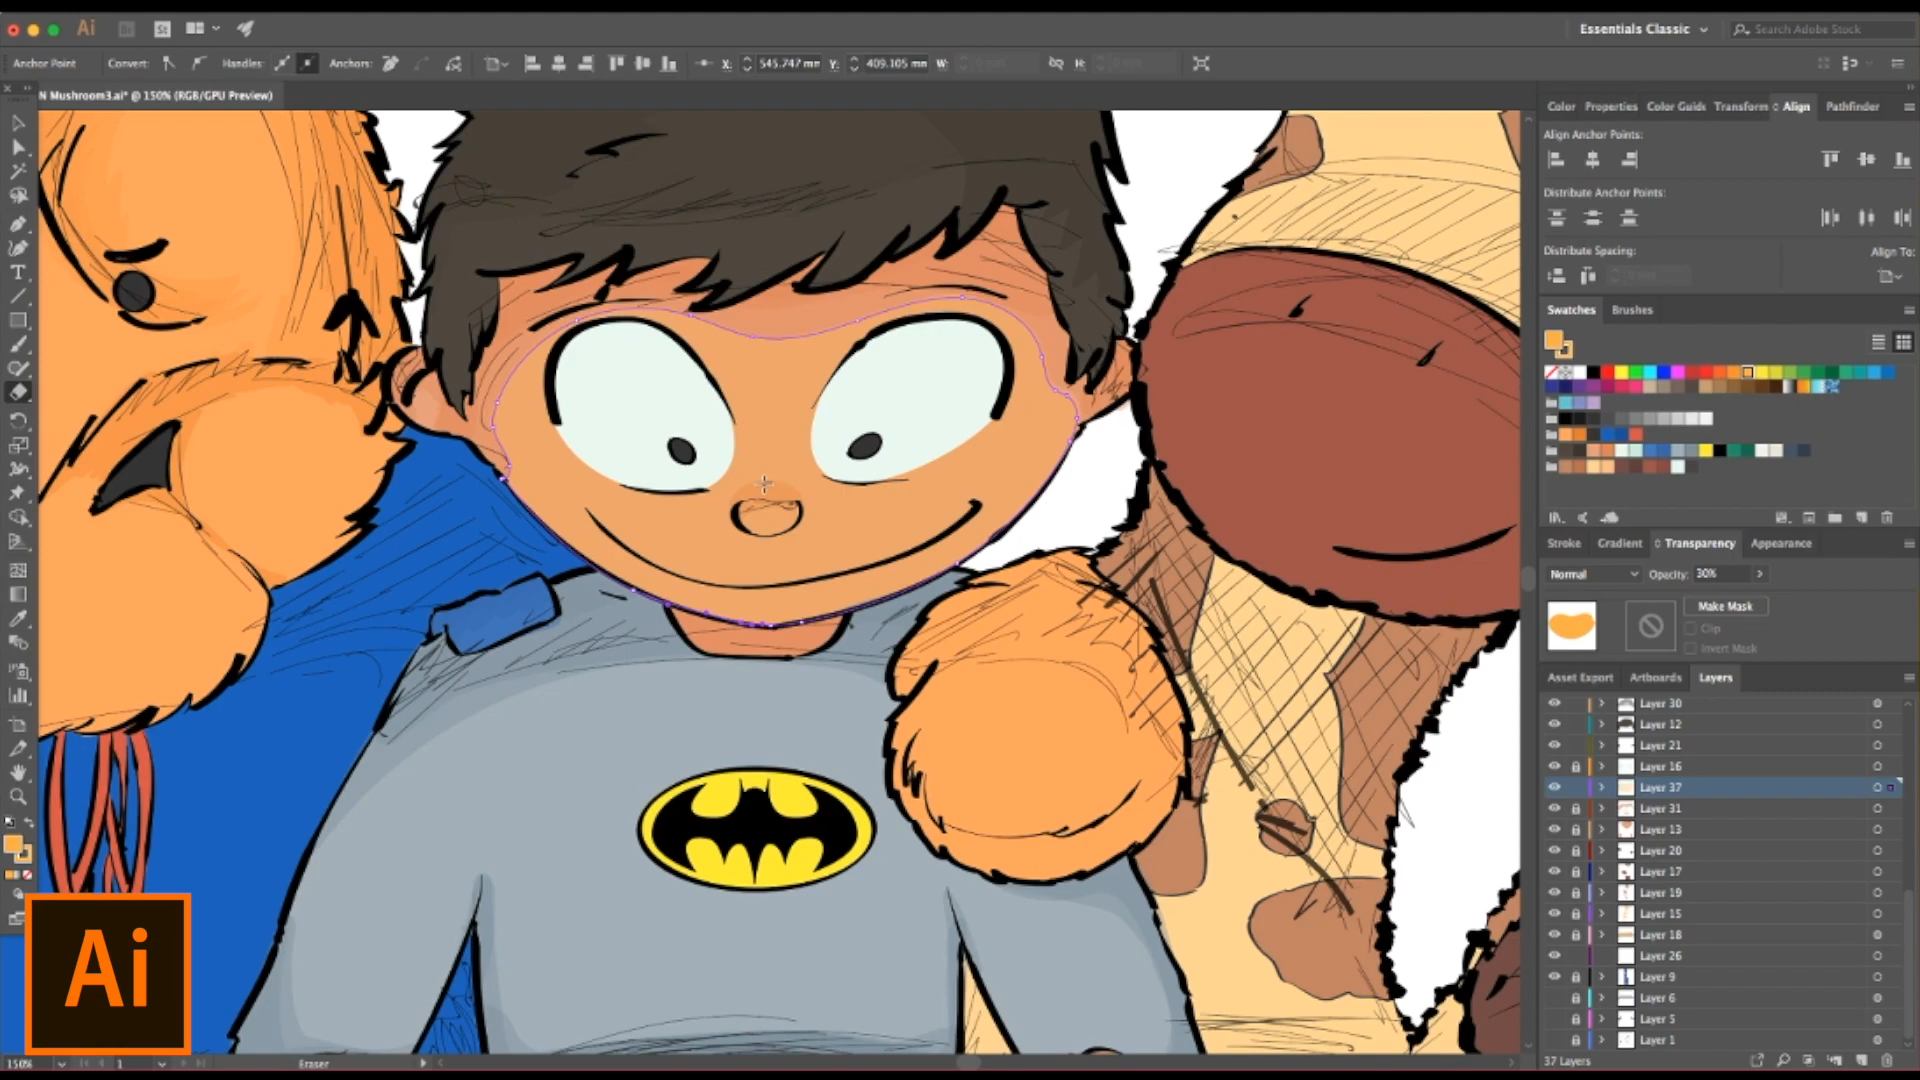 Ai Br St Essentials Classic Search Adobe Stock
Anchor Point Convert: Handles: Anchors: X: 545.747 mm Y: 409.105 mm W: H:
N Mushroom3.ai* @ 150% (RGB/GPU Preview)
Color Properties Color Guide Transform Align Pathfinder
Align Anchor Points:
Distribute Anchor Points:
Distribute Spacing: Align To:
Swatches Brushes
Stroke Gradient Transparency Appearance
Normal Opacity: 30%
Make Mask
Clip
Invert Mask
Asset Export Artboards Layers
Layer 30
Layer 12
Layer 21
Layer 16
Layer 37
Layer 31
Layer 13
Layer 20
Layer 17
Layer 19
Layer 15
Layer 18
Layer 26
Layer 9
Layer 6
Layer 5
Layer 1
Ai
150% 1 Eraser 37 Layers